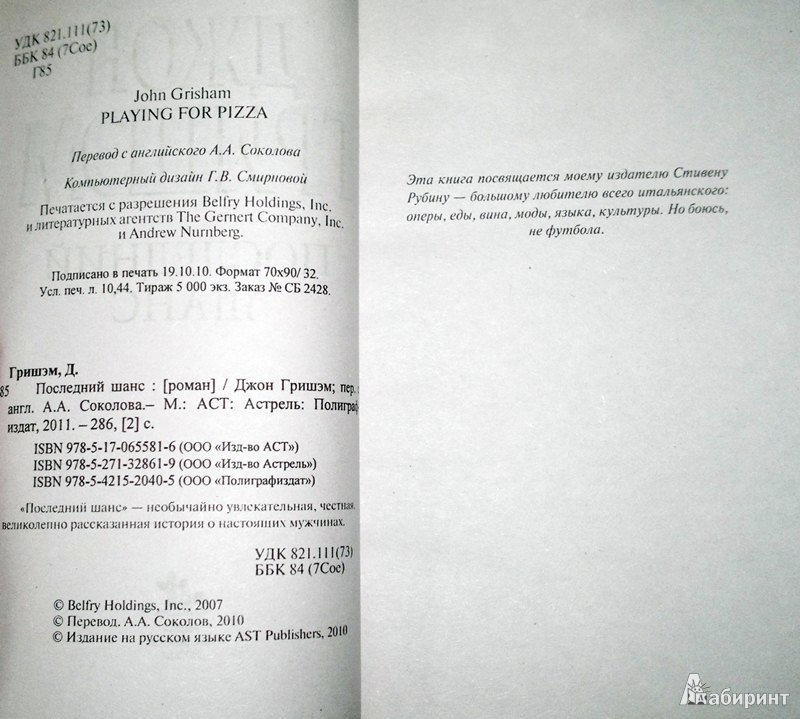 УДК 821.111(73)
ББК 84 (7Сое)
Г85
John Grisham
PLAYING FOR PIZZA
Перевод с английского А.А. Соколова
Компьютерный дизайн Г.В. Смирновой
Печатается с разрешения Belfry Holdings, Inc.
и литературных агентств The Gernert Company, Inc.
и Andrew Nurnberg.
Подписано в печать 19.10.10. Формат 70x90/ 32.
Усл. печ. л. 10,44. Тираж 5 000 экз. Заказ № СБ 2428.
Гришэм, Д.
85 Последний шанс : [роман] / Джон Гришэм; пер.
англ. А.А. Соколова.– М.: АСТ: Астрель: Полиграф-
издат, 2011. – 286, [2] с.
ISBN 978-5-17-065581-6 (ООО «Изд-во АСТ»)
ISBN 978-5-271-32861-9 (ООО «Изд-во Астрель»)
ISBN 978-5-4215-2040-5 (ООО «Полиграфиздат»)
«Последний шанс» — необычайно увлекательная, честная,
великолепно рассказанная история о настоящих мужчинах.
УДК 821.111(73)
ББК 84 (7Сое)
© Belfry Holdings, Inc., 2007
© Перевод. А.А. Соколов, 2010
© Издание на русском языке AST Publishers, 2010
Эта книга посвящается моему издателю Стивену
Рубину — большому любителю всего итальянского:
оперы, еды, вина, моды, языка, культуры. Но боюсь,
не футбола.
Лабиринт